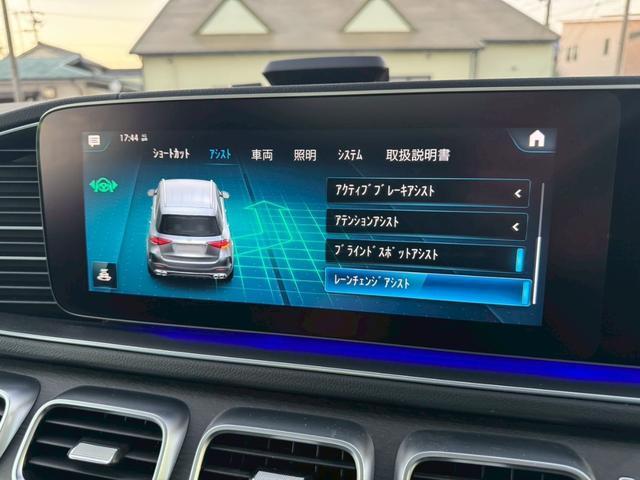 17:44
ショートカット アシスト 車両 照明 システム 取扱説明書
アクティブブレーキアシスト
アテンションアシスト
ブラインドスポットアシスト
レーンチェンジアシスト